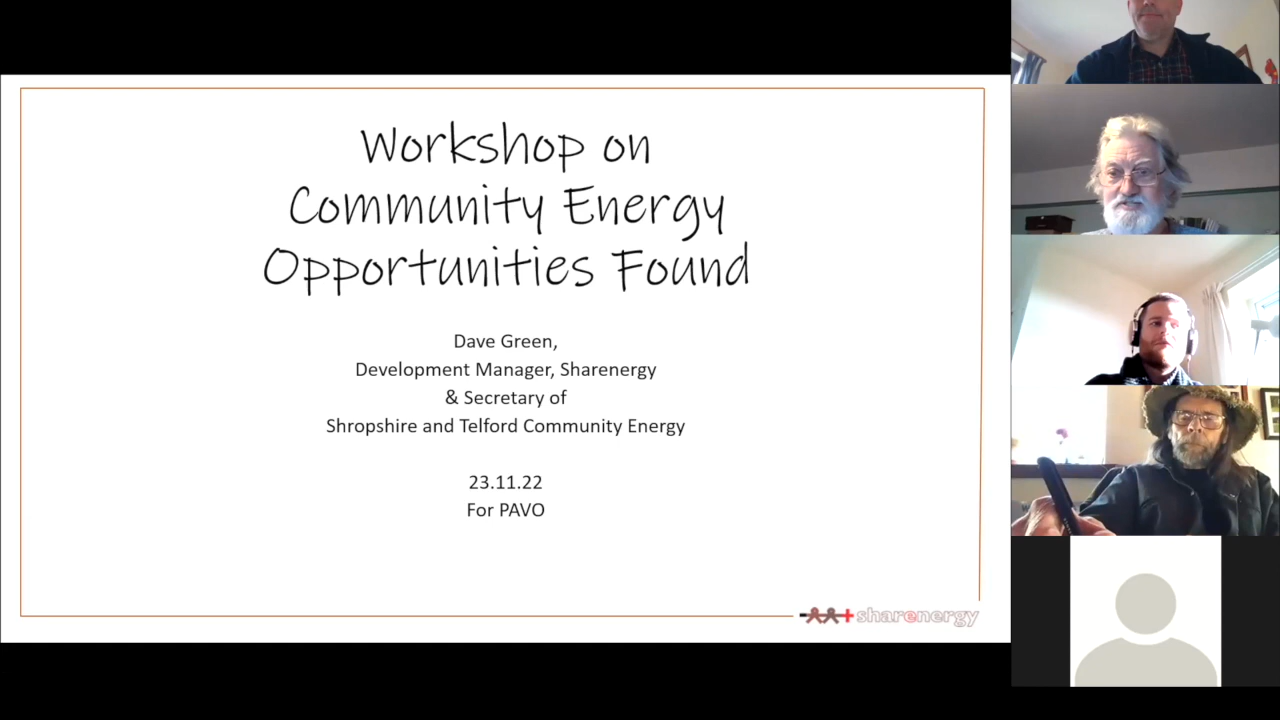 Workshop on
Community Energy
Opportunities Found
Dave Green,
Development Manager, Sharenergy
& Secretary of
Shropshire and Telford Community Energy
23.11.22
For PAVO
sharenergy